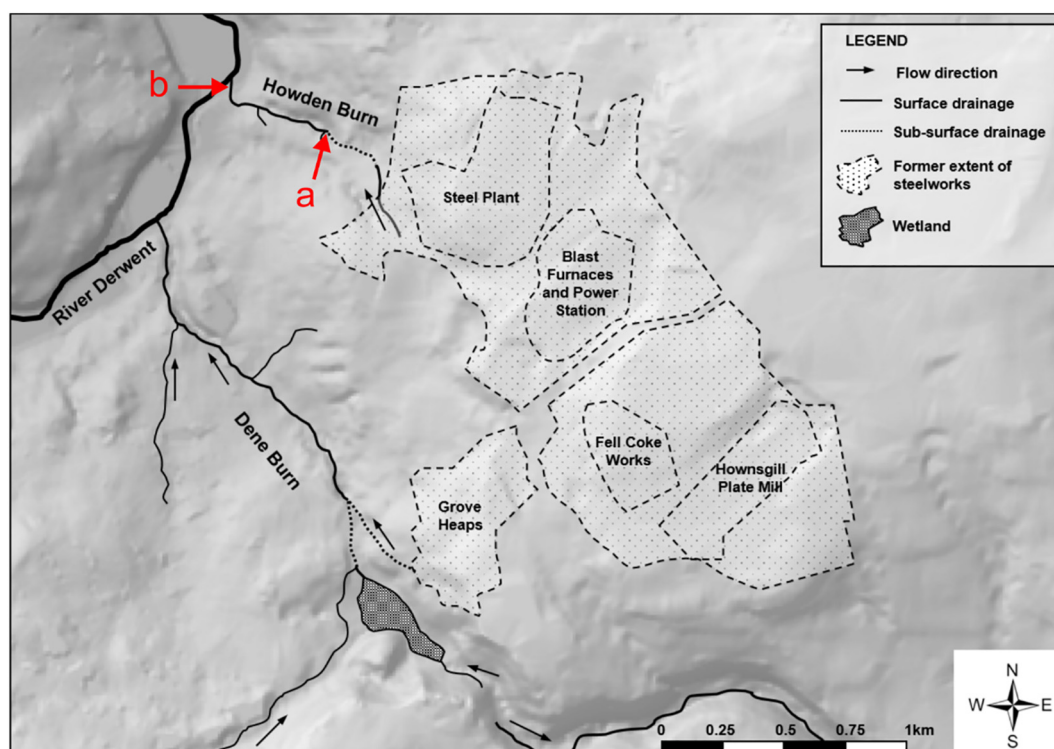 LEGEND
Flow direction
Surface drainage
Sub-surface drainage
Former extent of
steelworks
Wetland
b
Howden Burn
a
Steel Plant
Blast
Furnaces
and Power
Station
River Derwent
Dene Burn
Fell Coke
Works
Hownsgill
Plate Mill
Grove
Heaps
N
W E
S
0 0.25 0.5 0.75 1km